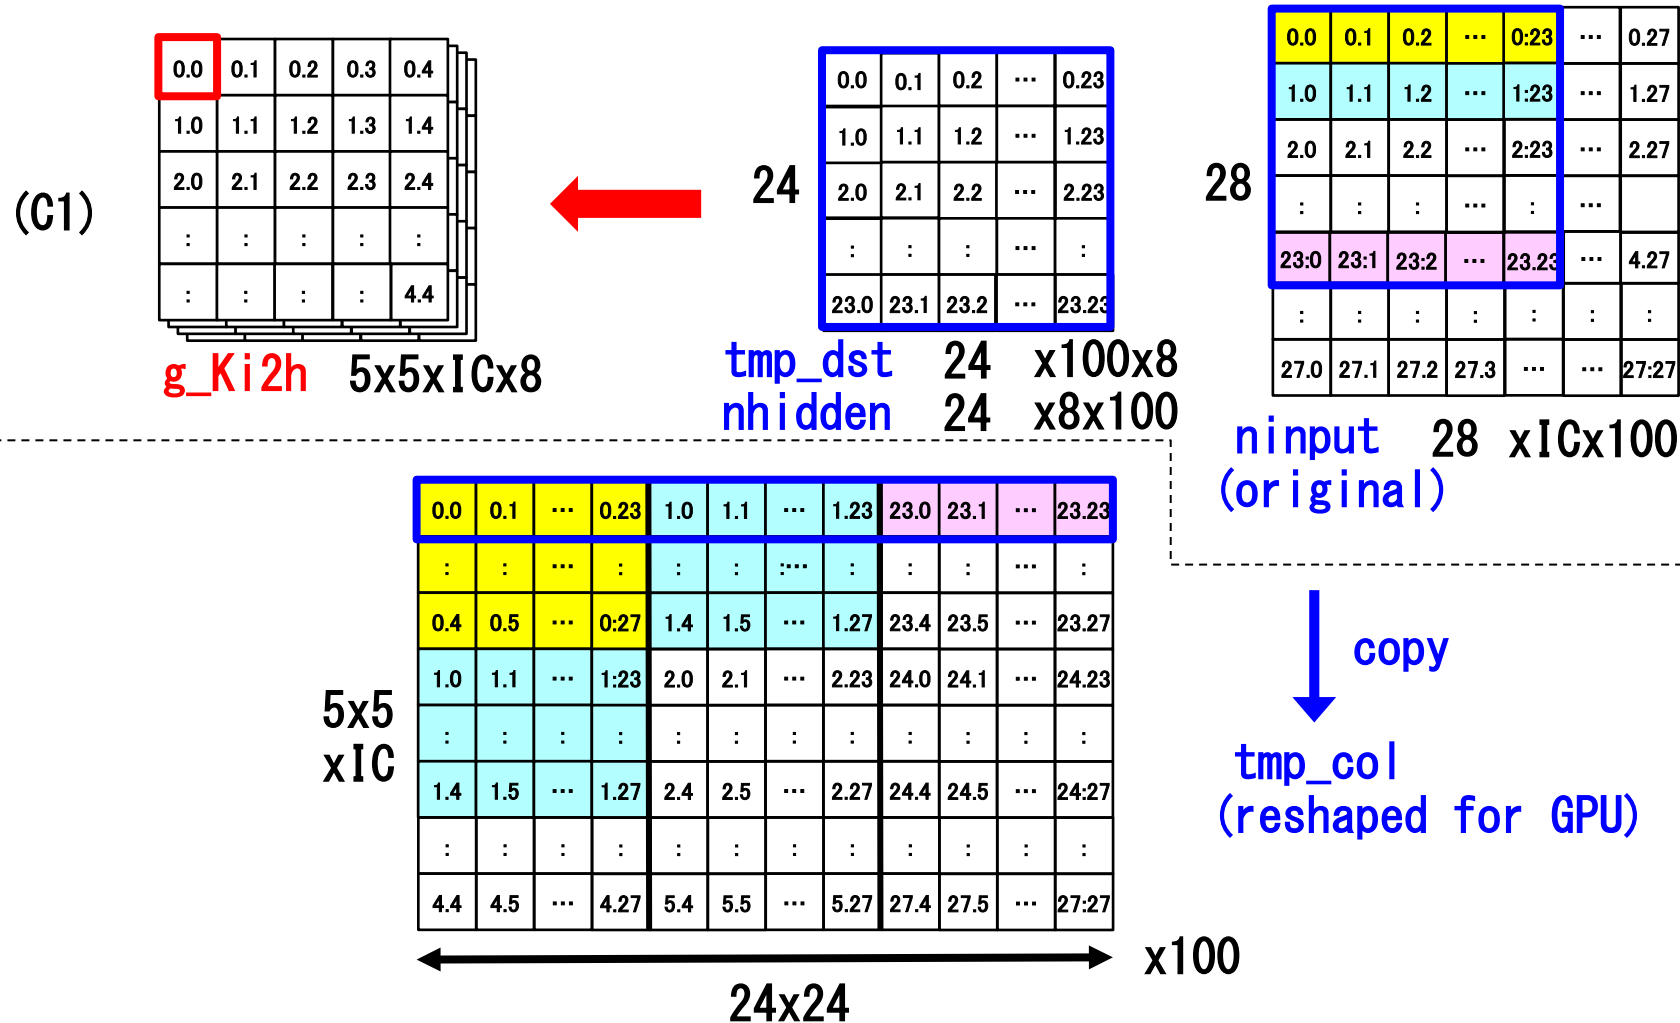 (C1)
0.0 0.1 0.2 0.3 0.4
1.0 1.1 1.2 1.3 1.4
2.0 2.1 2.2 2.3 2.4
: : : : :
: : : : 4.4
g_Ki2h 5x5xICx8
24
0.0 0.1 0.2 … 0.23
1.0 1.1 1.2 … 1.23
2.0 2.1 2.2 … 2.23
: : : … :
23.0 23.1 23.2 … 23.23
tmp_dst 24 x100x8
nhidden 24 x8x100
28
0.0 0.1 0.2 … 0:23 … 0.27
1.0 1.1 1.2 … 1:23 … 1.27
2.0 2.1 2.2 … 2:23 … 2.27
: : : … : …
23:0 23:1 23:2 … 23.23 … 4.27
: : : : : : :
27.0 27.1 27.2 27.3 … … 27:27
ninput 28 xICx100
(original)
5x5
xIC
0.0 0.1 … 0.23 1.0 1.1 … 1.23 23.0 23.1 … 23.23
: : … : : : :… : : : … :
0.4 0.5 … 0:27 1.4 1.5 … 1.27 23.4 23.5 … 23.27
1.0 1.1 … 1:23 2.0 2.1 … 2.23 24.0 24.1 … 24.23
: : : : : : : : : : : :
1.4 1.5 … 1.27 2.4 2.5 … 2.27 24.4 24.5 … 24:27
: : : : : : : : : : : :
4.4 4.5 … 4.27 5.4 5.5 … 5.27 27.4 27.5 … 27:27
24x24
x100
copy
tmp_col
(reshaped for GPU)